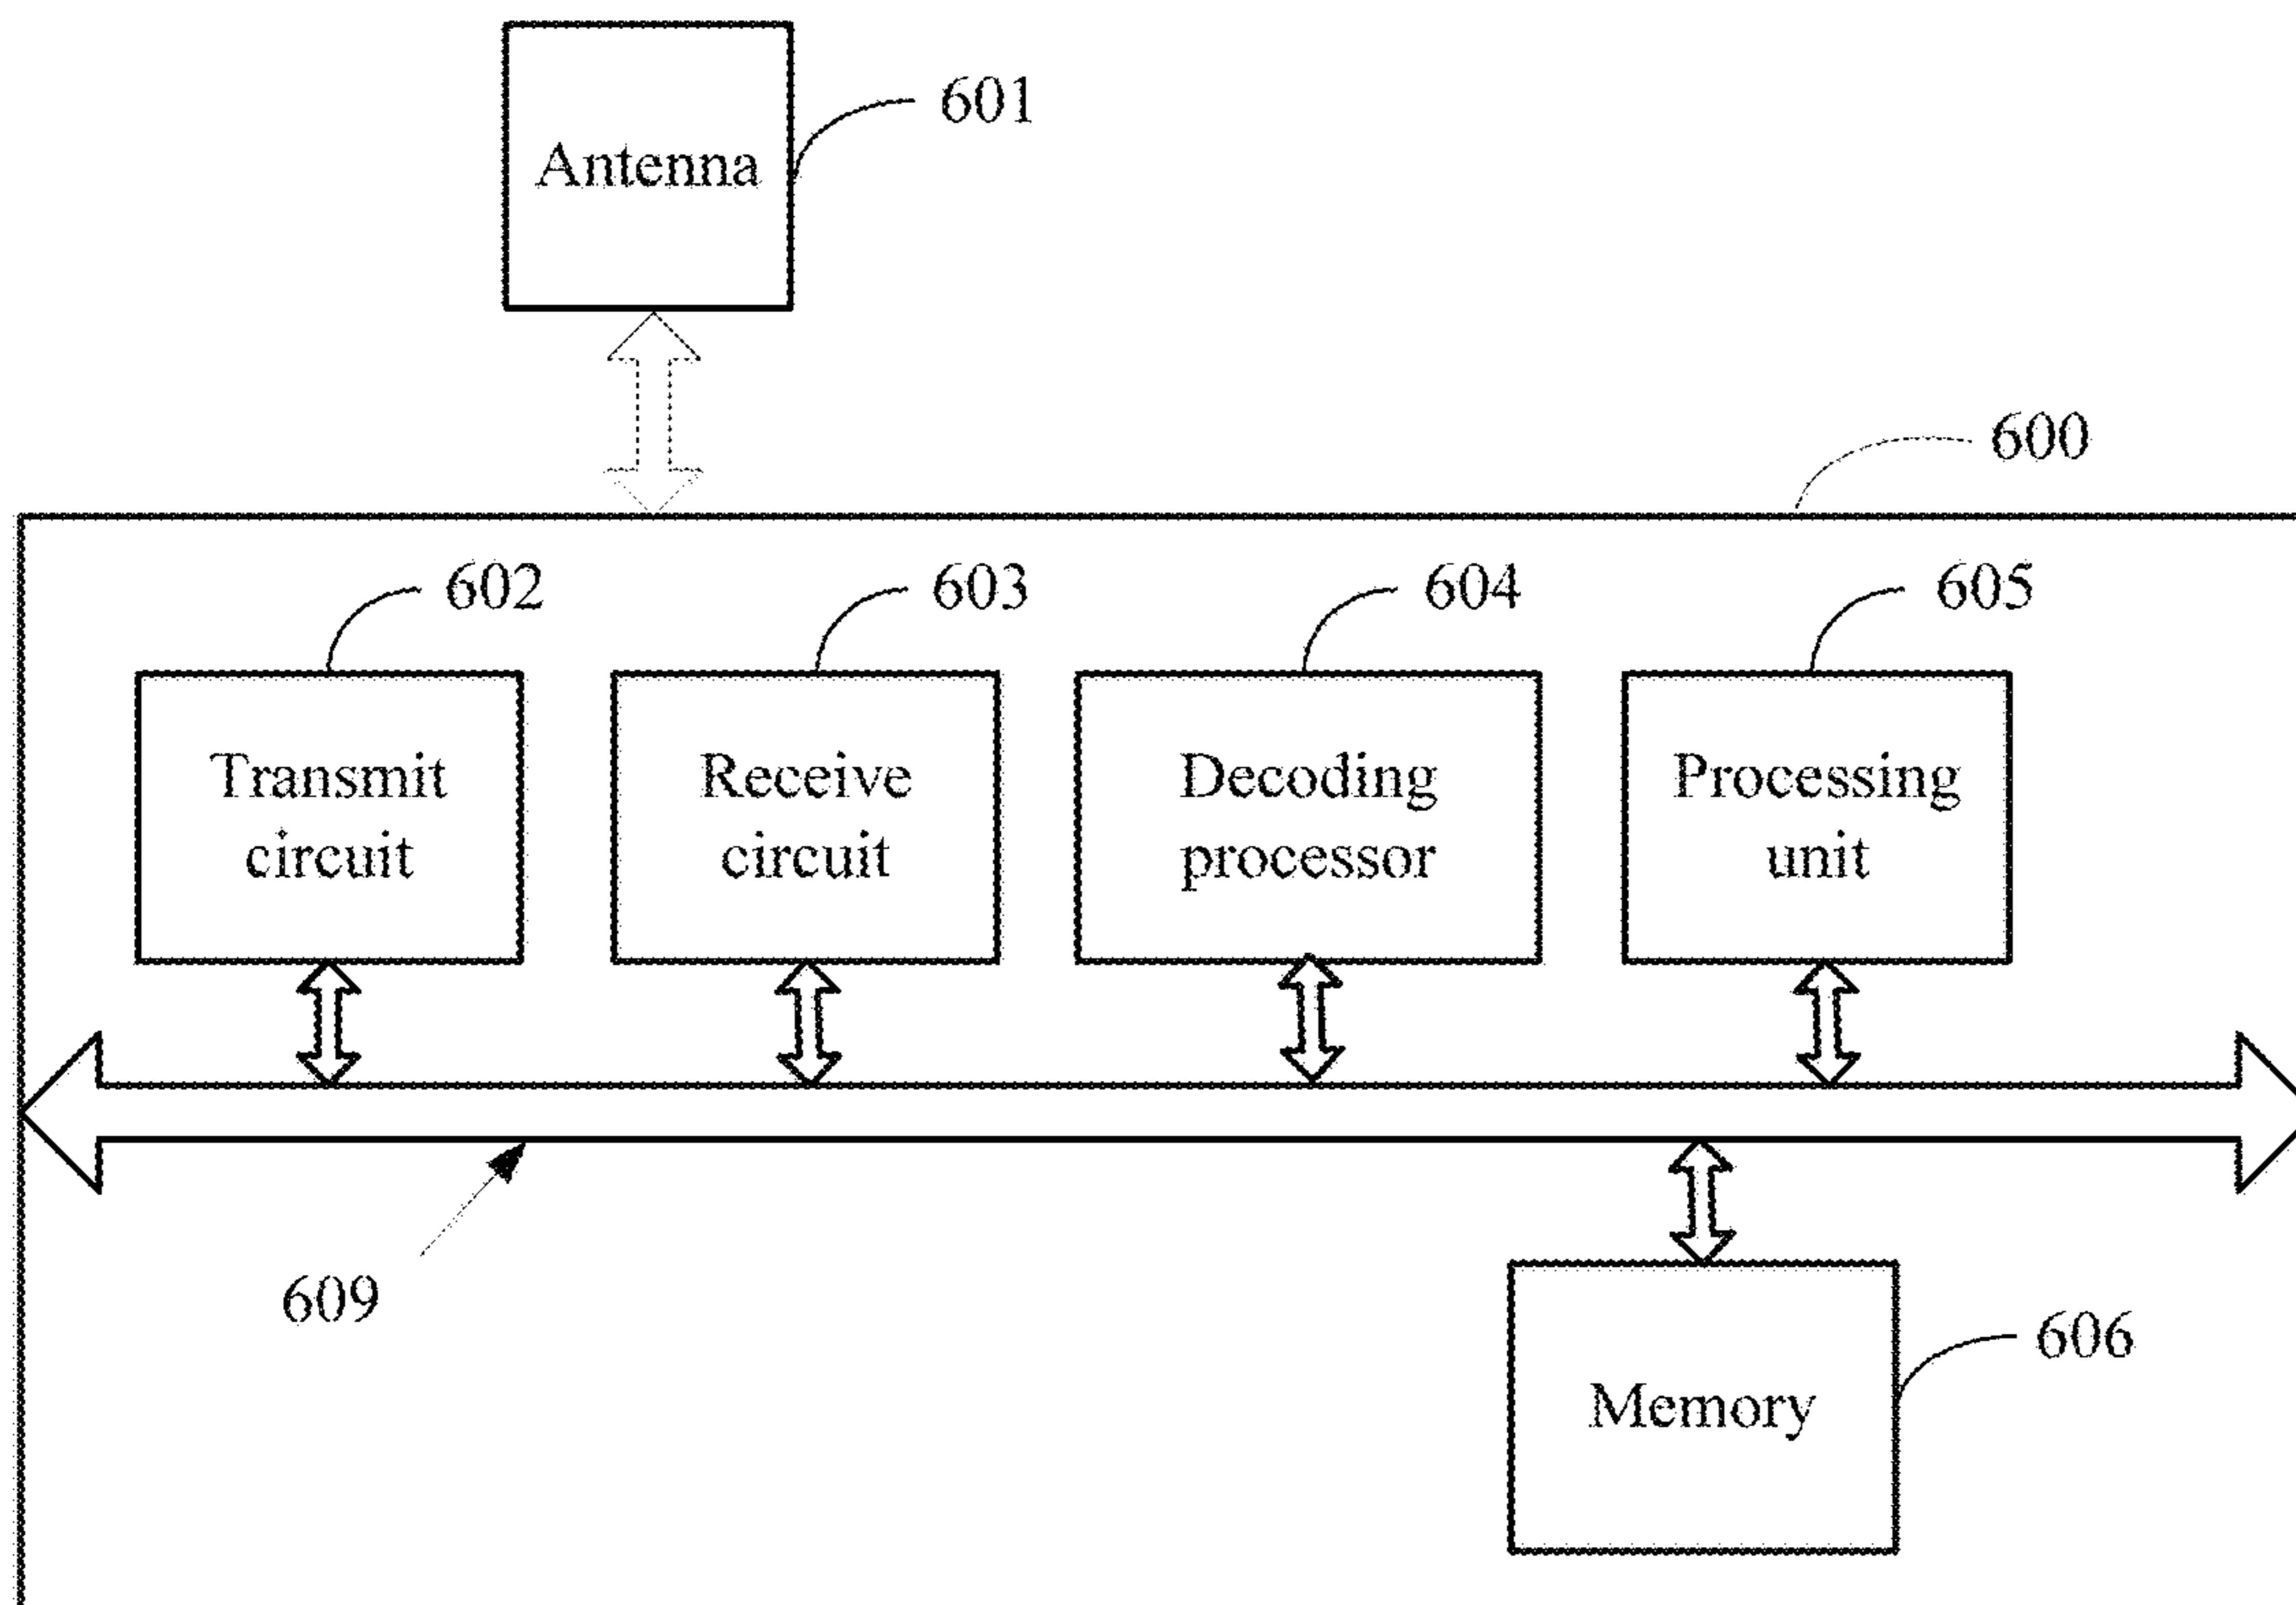 601
Antenna
600
602
603
604
605
Transmit
circuit
Receive
circuit
Decoding
processor
Processing
unit
609
606
Memory